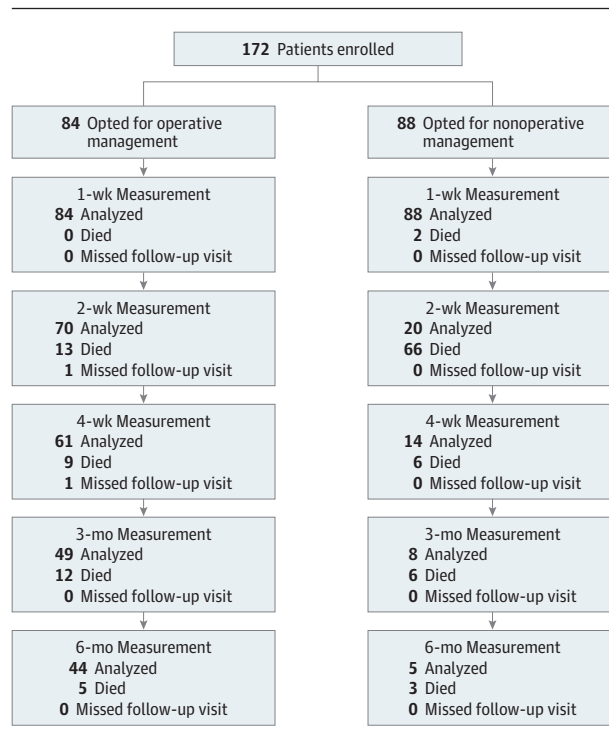 172 Patients enrolled
84 Opted for operative
management
88 Opted for nonoperative
management
1-wk Measurement
84 Analyzed
0 Died
0 Missed follow-up visit
1-wk Measurement
88 Analyzed
2 Died
0 Missed follow-up visit
2-wk Measurement
70 Analyzed
13 Died
1 Missed follow-up visit
2-wk Measurement
20 Analyzed
66 Died
0 Missed follow-up visit
4-wk Measurement
61 Analyzed
9 Died
1 Missed follow-up visit
4-wk Measurement
14 Analyzed
6 Died
0 Missed follow-up visit
3-mo Measurement
49 Analyzed
12 Died
0 Missed follow-up visit
3-mo Measurement
8 Analyzed
6 Died
0 Missed follow-up visit
6-mo Measurement
44 Analyzed
5 Died
0 Missed follow-up visit
6-mo Measurement
5 Analyzed
3 Died
0 Missed follow-up visit